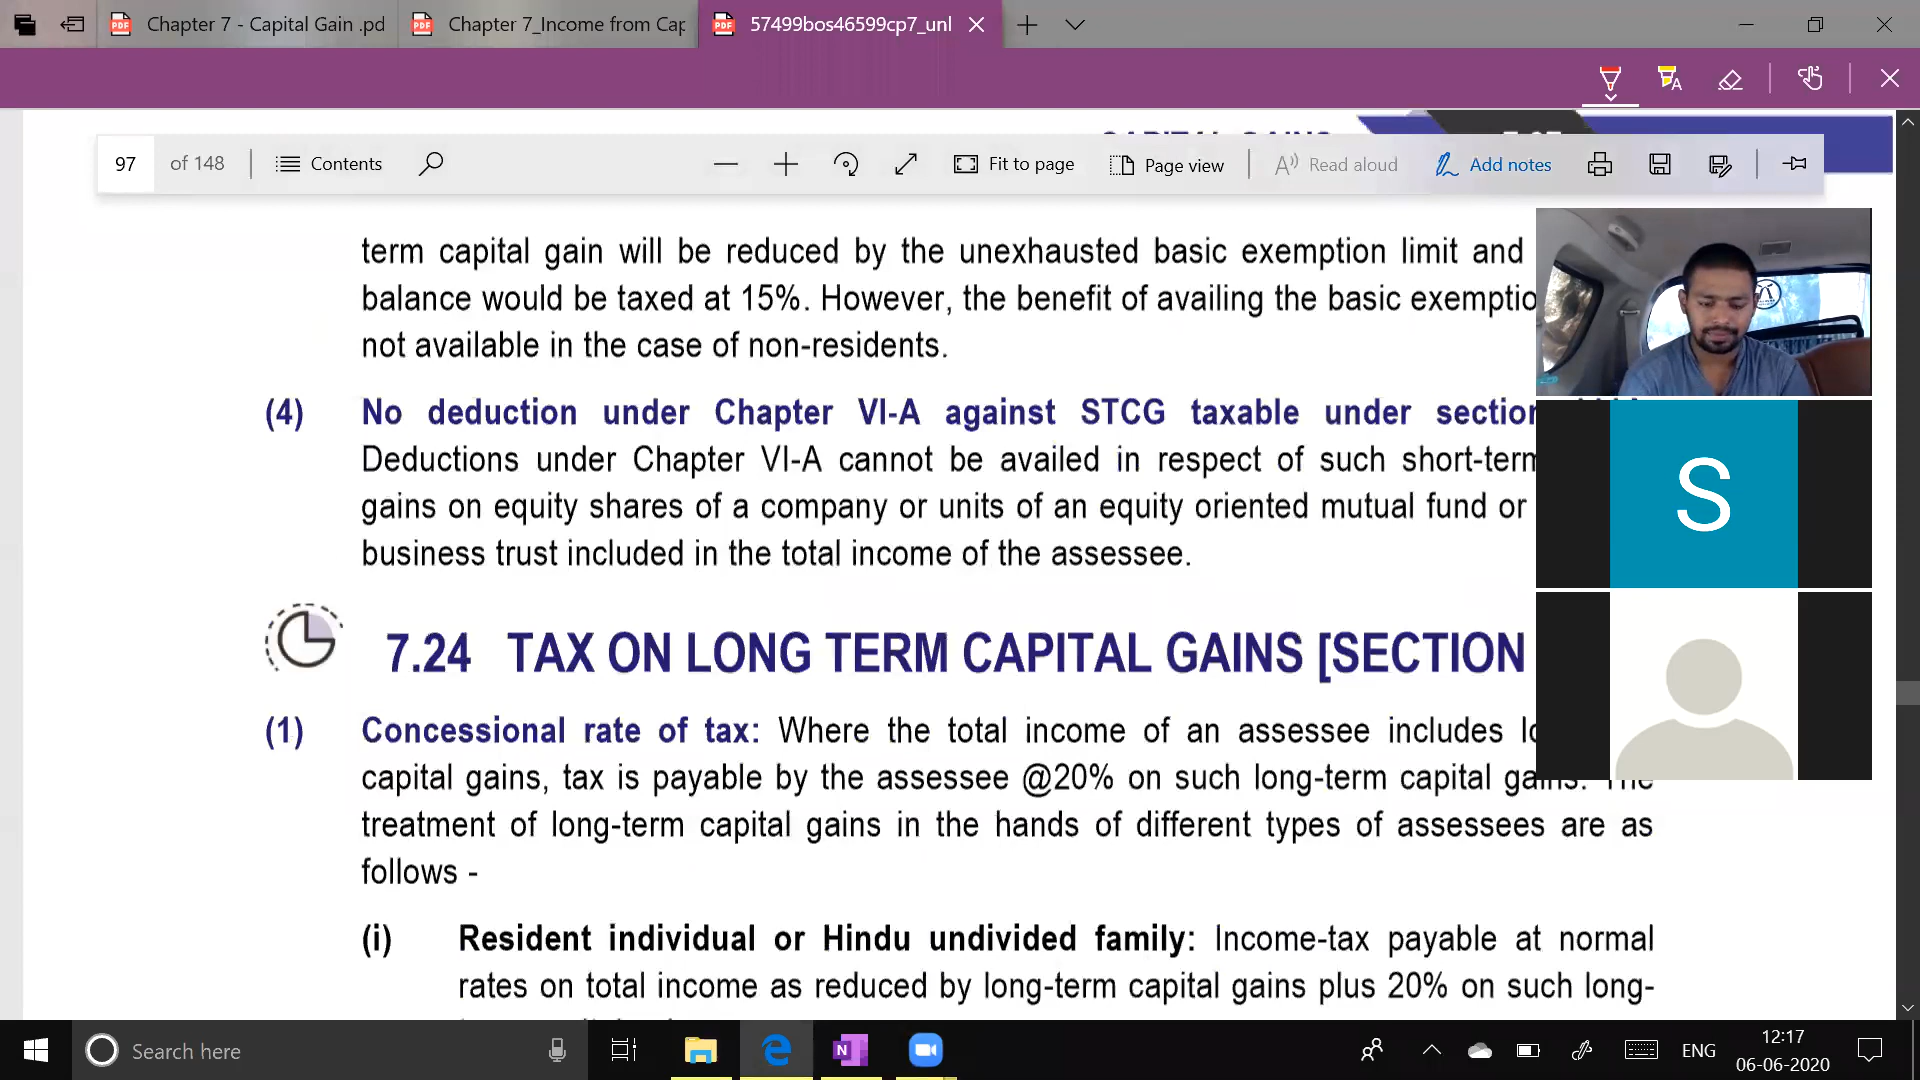 Chapter 7 - Capital Gain .pd
Chapter 7_Income from Cap
57499bos46599cp7_unl
97 of 148 Contents Fit to page Page view Read aloud Add notes
term capital gain will be reduced by the unexhausted basic exemption limit and
balance would be taxed at 15%. However, the benefit of availing the basic exemptio
not available in the case of non-residents.
(4) No deduction under Chapter VI-A against STCG taxable under section
Deductions under Chapter VI-A cannot be availed in respect of such short-term
gains on equity shares of a company or units of an equity oriented mutual fund or
business trust included in the total income of the assessee.
S
7.24 TAX ON LONG TERM CAPITAL GAINS [SECTION
(1) Concessional rate of tax: Where the total income of an assessee includes lo
capital gains, tax is payable by the assessee @20% on such long-term capital gains. The
treatment of long-term capital gains in the hands of different types of assessees are as
follows -
(i) Resident individual or Hindu undivided family: Income-tax payable at normal
rates on total income as reduced by long-term capital gains plus 20% on such long-
Search here
ENG
12:17
06-06-2020